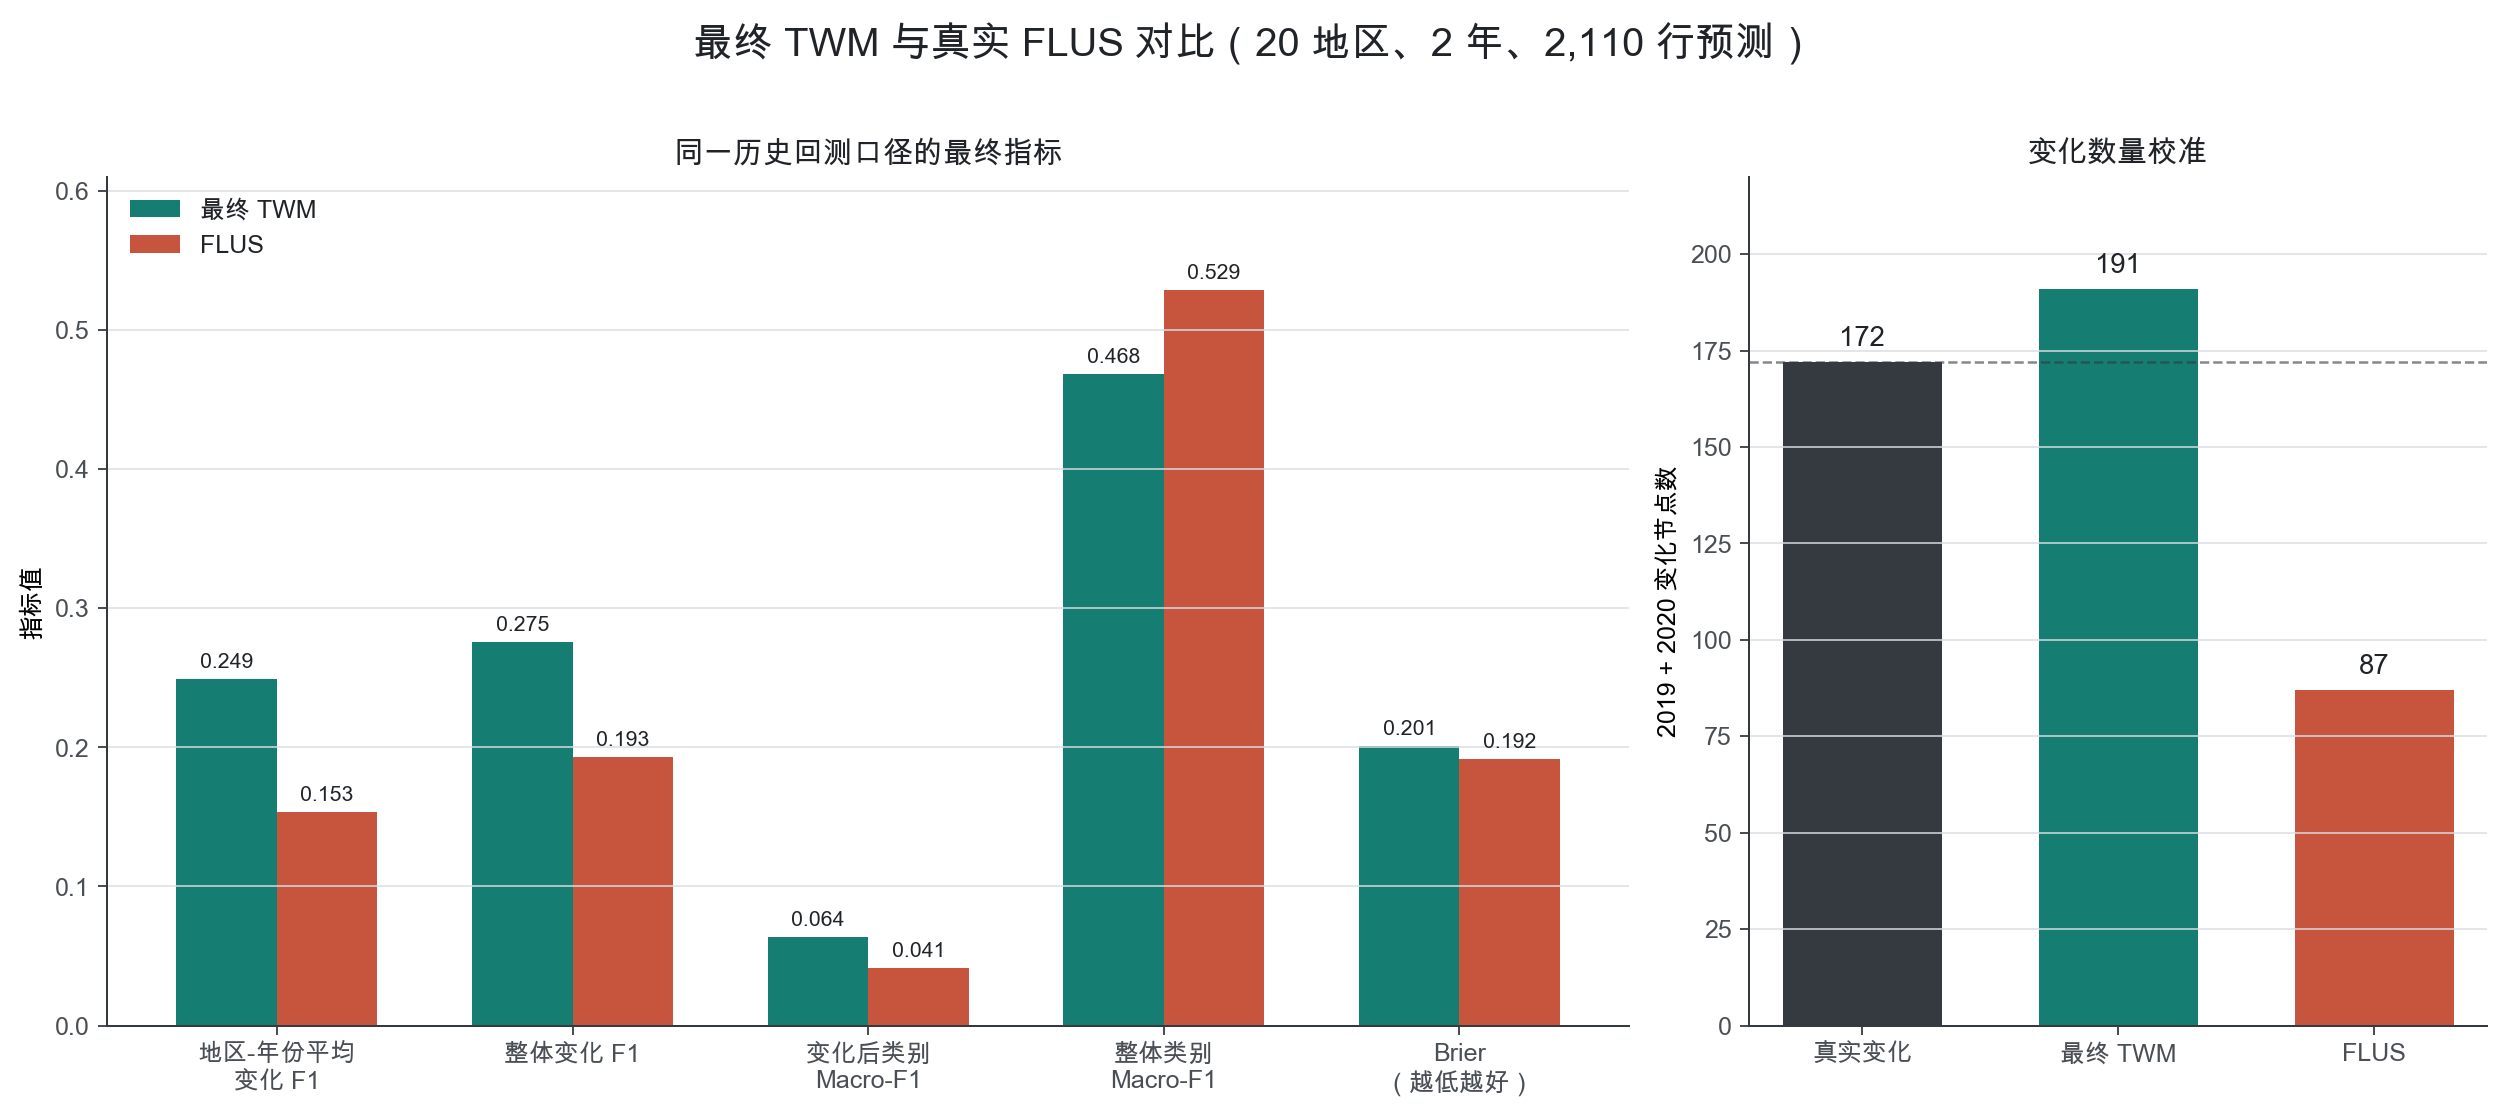 最终 TWM 与真实 FLUS 对比（20 地区、2 年、2,110 行预测）
同一历史回测口径的最终指标
指标值
0.6
0.5
0.4
0.3
0.2
0.1
0.0
最终 TWM
FLUS
0.249
0.153
0.275
0.193
0.064
0.041
0.468
0.529
0.201
0.192
地区-年份平均
变化 F1
整体变化 F1
变化后类别
Macro-F1
整体类别
Macro-F1
Brier
（越低越好）
变化数量校准
2019 + 2020 变化节点数
200
175
150
125
100
75
50
25
0
172
191
87
真实变化
最终 TWM
FLUS